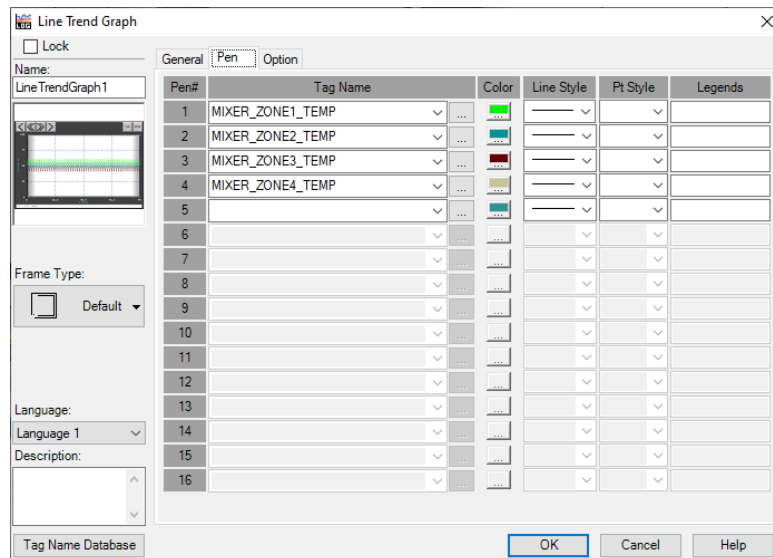 Line Trend Graph
Lock
Name:
LineTrendGraph1
Frame Type:
Default
Language:
Language 1
Description:
Tag Name Database
General Pen Option
Pen# Tag Name Color Line Style Pt Style Legends
1 MIXER_ZONE1_TEMP ... ...
2 MIXER_ZONE2_TEMP ... ...
3 MIXER_ZONE3_TEMP ... ...
4 MIXER_ZONE4_TEMP ... ...
5 ... ...
6 ... ...
7 ... ...
8 ... ...
9 ... ...
10 ... ...
11 ... ...
12 ... ...
13 ... ...
14 ... ...
15 ... ...
16 ... ...
OK Cancel Help